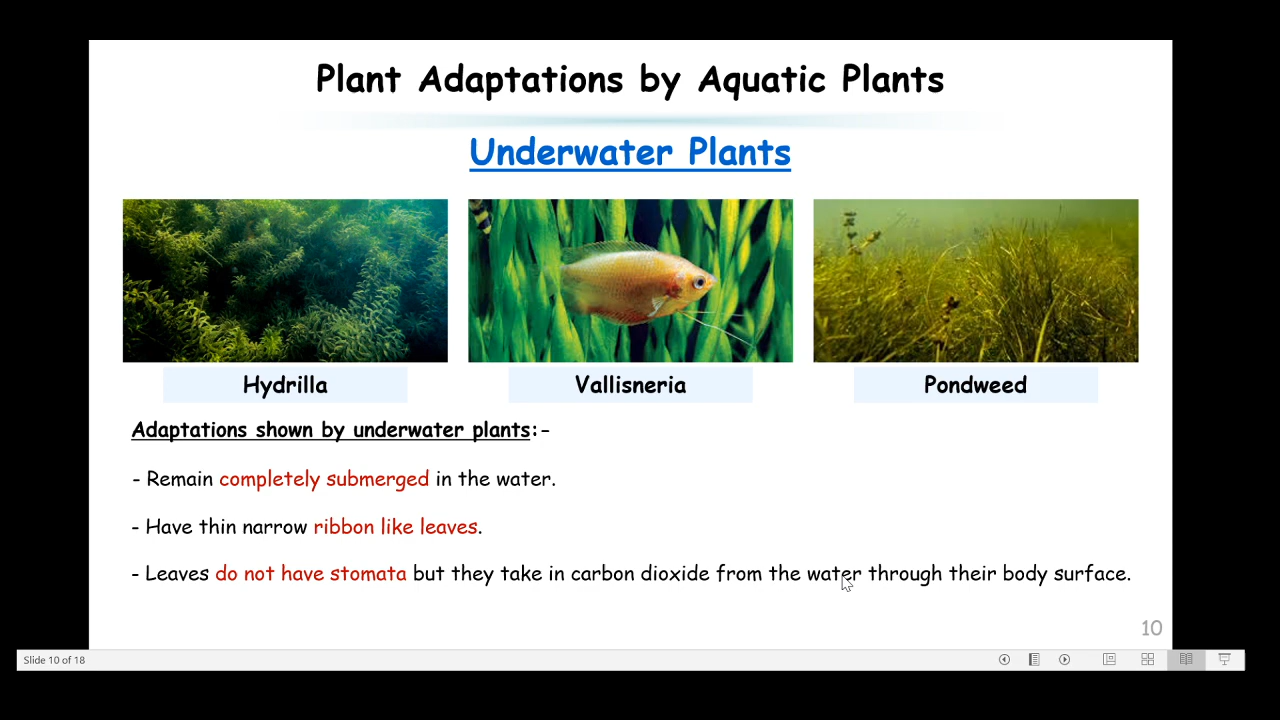 Plant Adaptations by Aquatic Plants
Underwater Plants
Hydrilla
Vallisneria
Pondweed
Adaptations shown by underwater plants:-
- Remain completely submerged in the water.
- Have thin narrow ribbon like leaves.
- Leaves do not have stomata but they take in carbon dioxide from the water through their body surface.
10
Slide 10 of 18